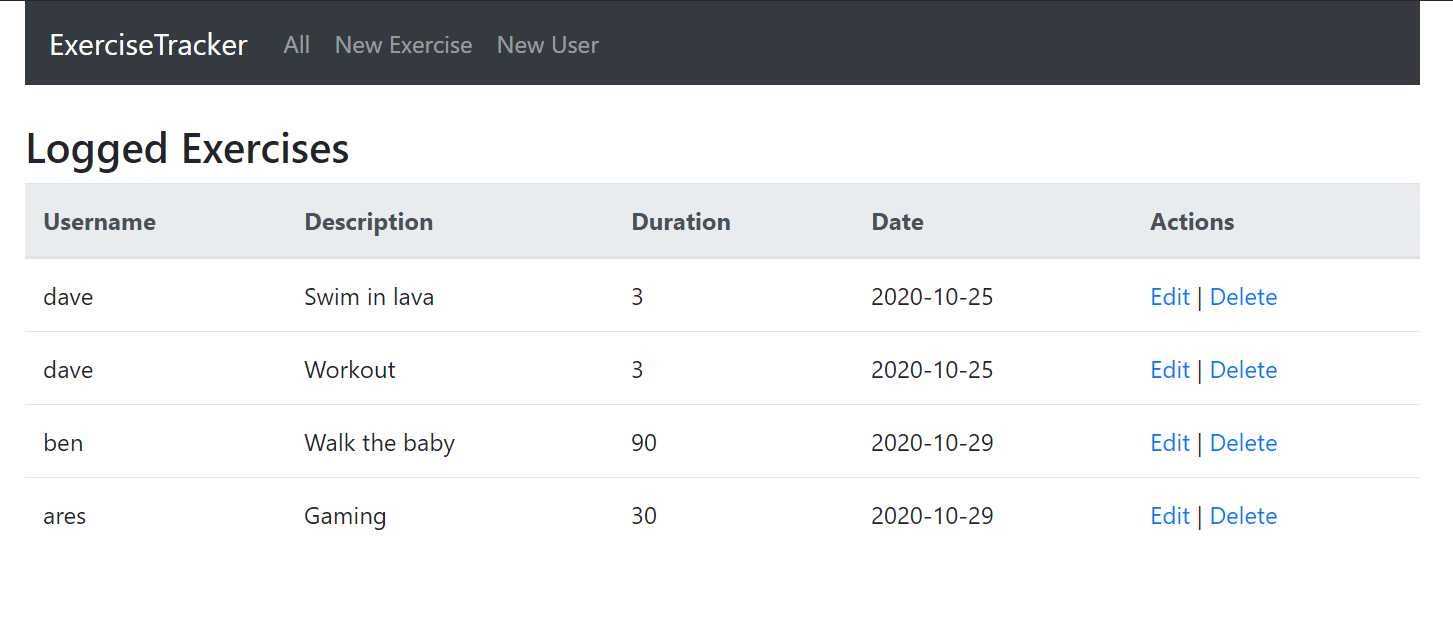 ExerciseTracker All New Exercise New User
Logged Exercises
Username Description Duration Date Actions
dave Swim in lava 3 2020-10-25 Edit | Delete
dave Workout 3 2020-10-25 Edit | Delete
ben Walk the baby 90 2020-10-29 Edit | Delete
ares Gaming 30 2020-10-29 Edit | Delete